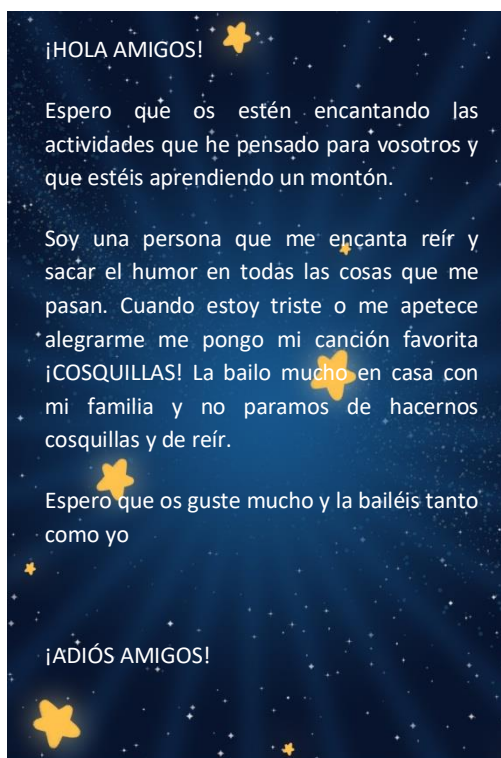 ¡HOLA AMIGOS!
Espero que os estén encantando las
actividades que he pensado para vosotros y
que estéis aprendiendo un montón.
Soy una persona que me encanta reír y
sacar el humor en todas las cosas que me
pasan. Cuando estoy triste o me apetece
alegrarme me pongo mi canción favorita
¡COSQUILLAS! La bailo mucho en casa con
mi familia y no paramos de hacernos
cosquillas y de reír.
Espero que os guste mucho y la bailéis tanto
como yo
¡ADIÓS AMIGOS!